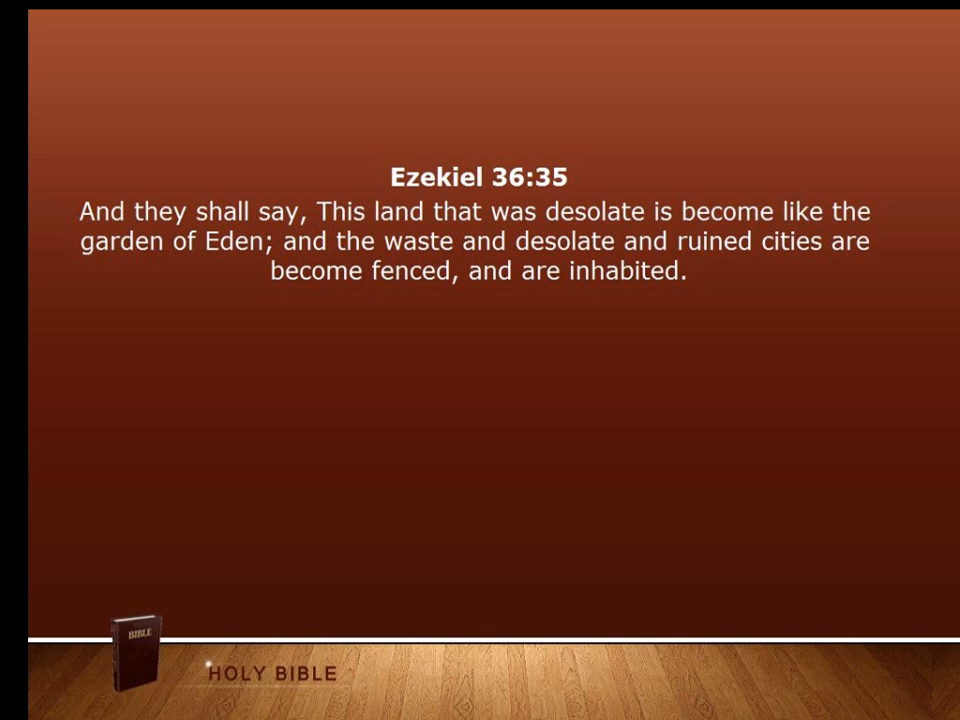 Ezekiel 36:35
And they shall say, This land that was desolate is become like the
garden of Eden; and the waste and desolate and ruined cities are
become fenced, and are inhabited.
BIBLE
HOLY BIBLE